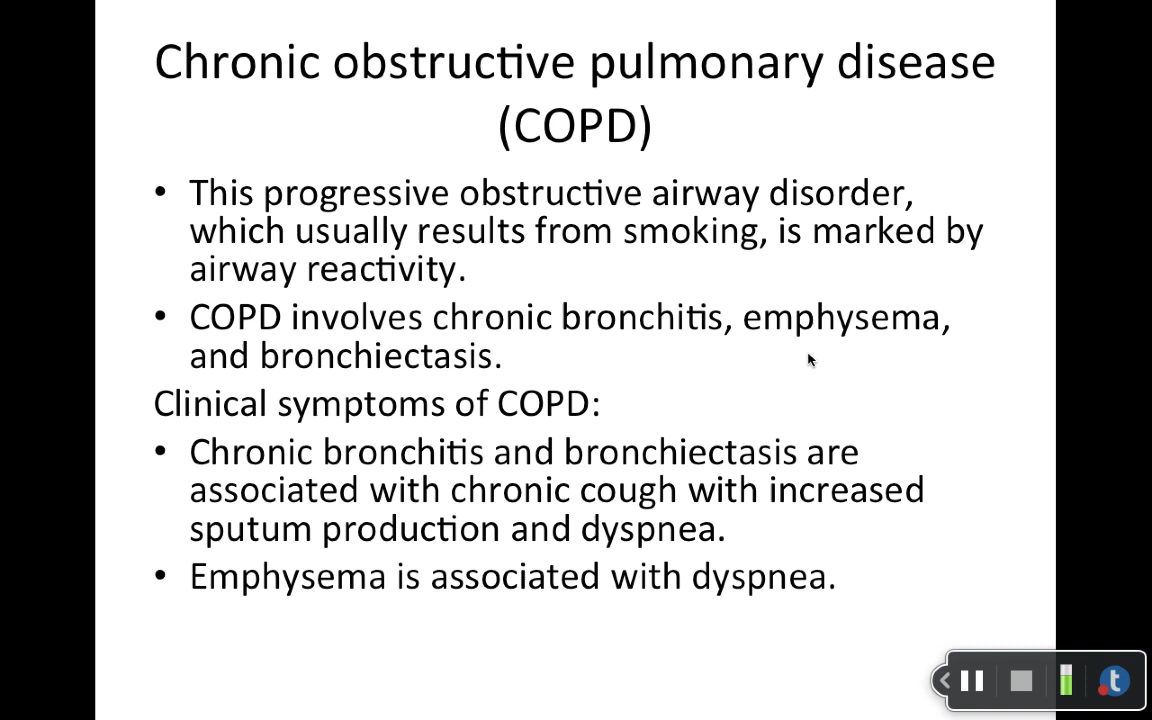 Chronic obstructive pulmonary disease
(COPD)
• This progressive obstructive airway disorder,
which usually results from smoking, is marked by
airway reactivity.
• COPD involves chronic bronchitis, emphysema,
and bronchiectasis.
Clinical symptoms of COPD:
• Chronic bronchitis and bronchiectasis are
associated with chronic cough with increased
sputum production and dyspnea.
• Emphysema is associated with dyspnea.
t